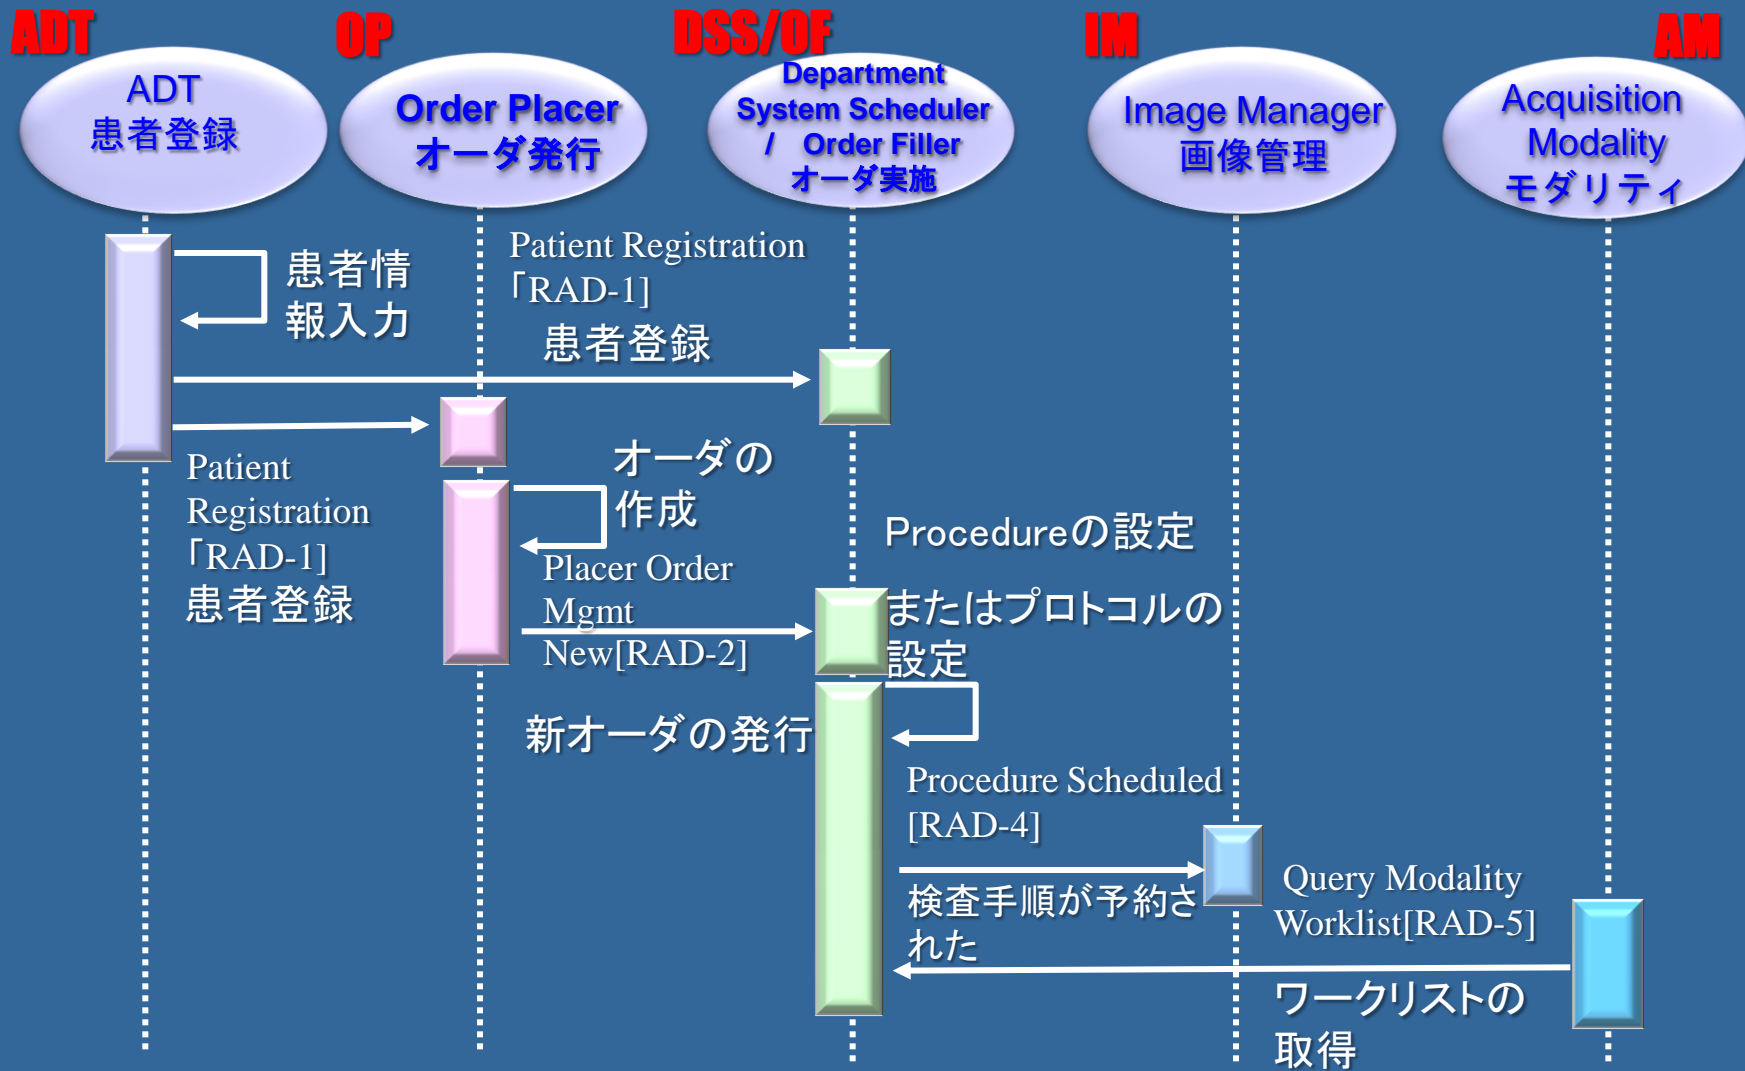 ADT
OP
DSS/OF
IM
AM
ADT
患者登録
Order Placer
オーダ発行
Department
System Scheduler
/ Order Filler
オーダ実施
Image Manager
画像管理
Acquisition
Modality
モダリティ
患者情
報入力
Patient Registration
「RAD-1]
患者登録
Patient
Registration
「RAD-1]
患者登録
オーダの
作成
Placer Order
Mgmt
New[RAD-2]
新オーダの発行
Procedureの設定
またはプロトコルの
設定
Procedure Scheduled
[RAD-4]
検査手順が予約さ
れた
Query Modality
Worklist[RAD-5]
ワークリストの
取得